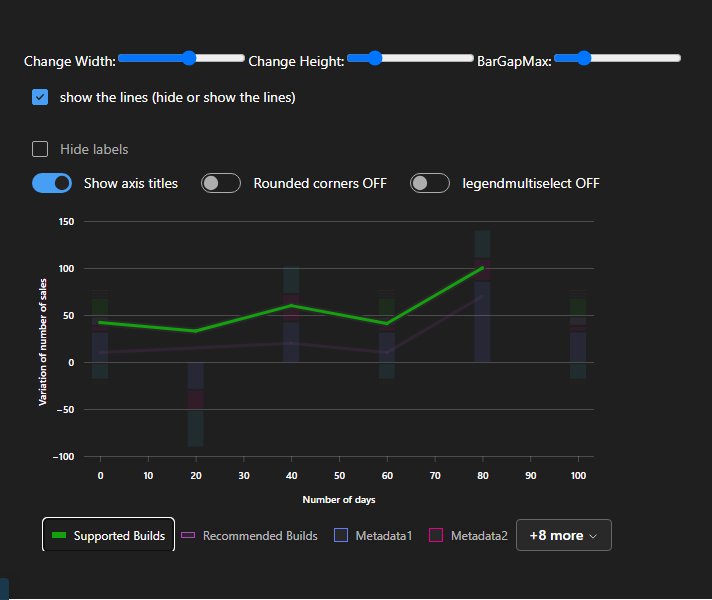 Change Width: Change Height: BarGapMax:
show the lines (hide or show the lines)
Hide labels
Show axis titles Rounded corners OFF legendmultiselect OFF
150
100
50
0
−50
−100
Variation of number of sales
0 10 20 30 40 50 60 70 80 90 100
Number of days
Supported Builds Recommended Builds Metadata1 Metadata2 +8 more